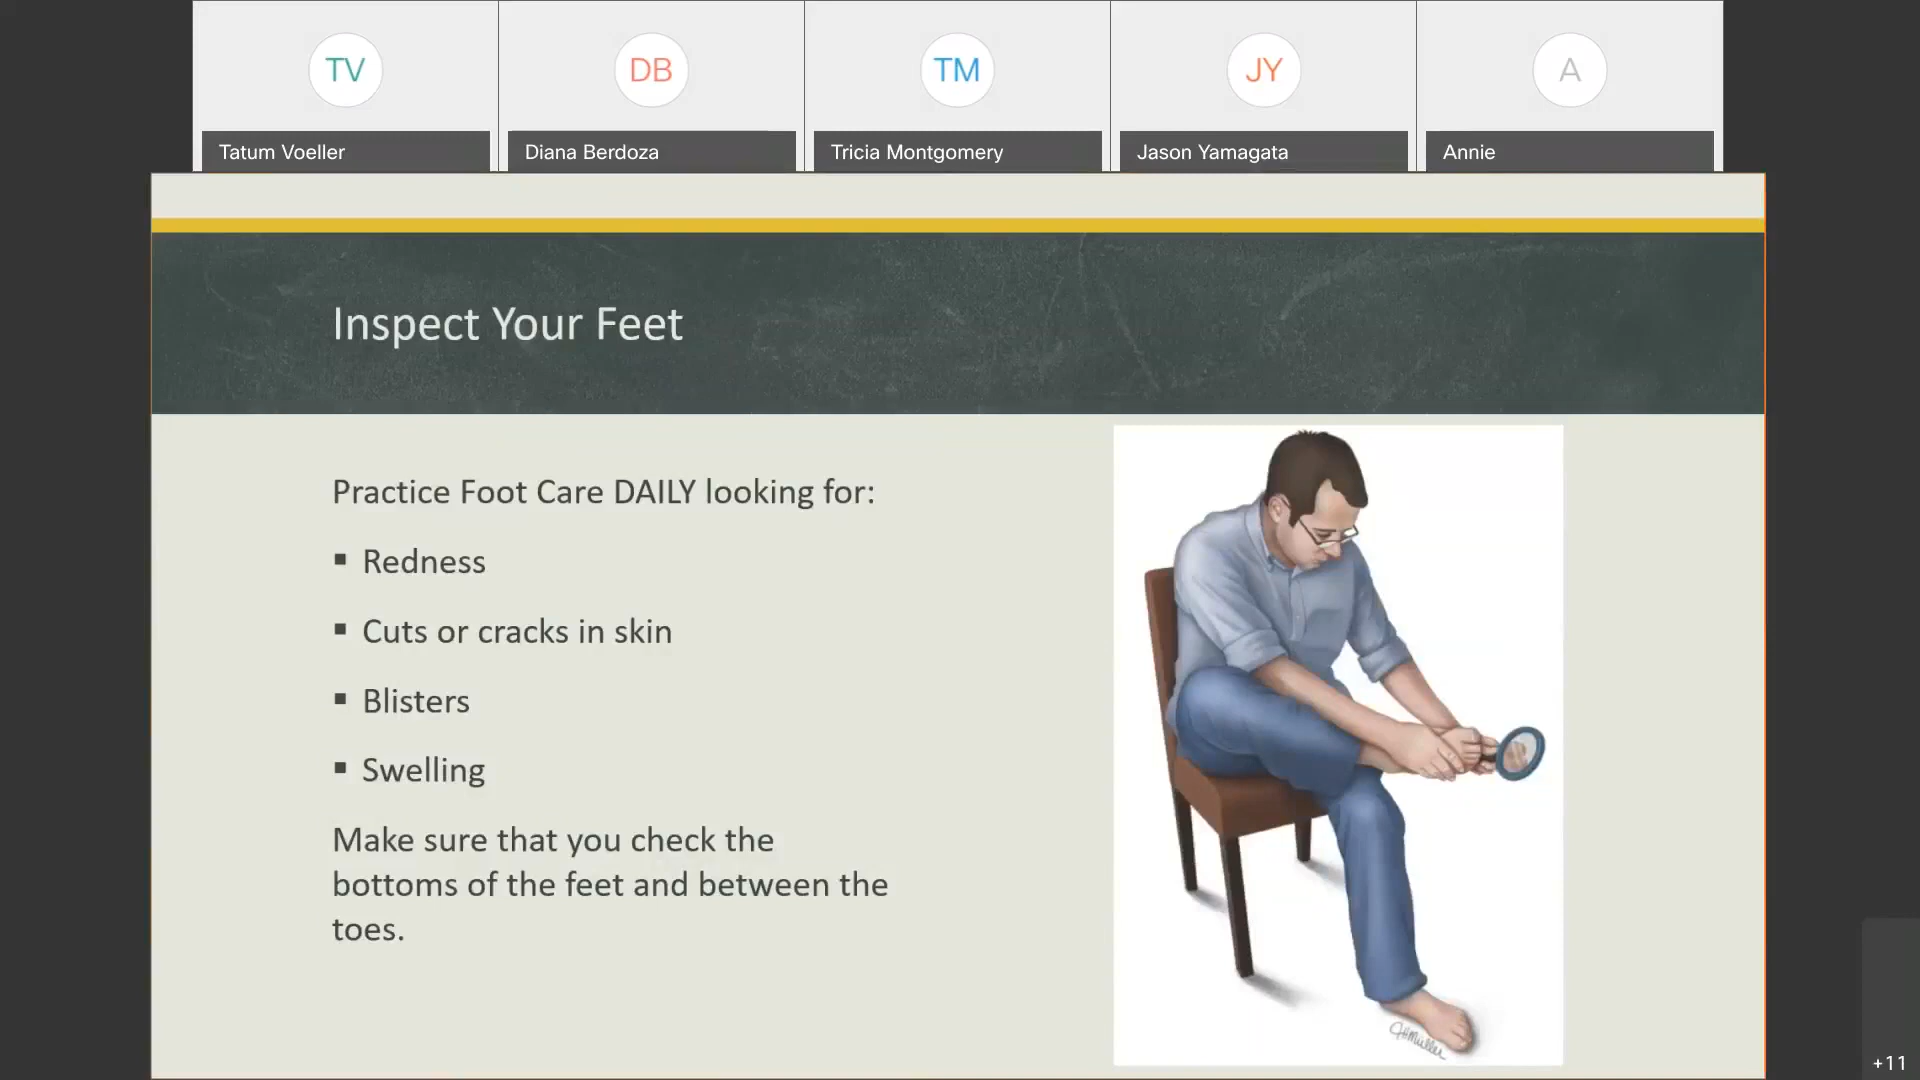 TV
DB
TM
JY
A
Tatum Voeller
Diana Berdoza
Tricia Montgomery
Jason Yamagata
Annie
Inspect Your Feet
Practice Foot Care DAILY looking for:
▪ Redness
▪ Cuts or cracks in skin
▪ Blisters
▪ Swelling
Make sure that you check the
bottoms of the feet and between the
toes.
+11